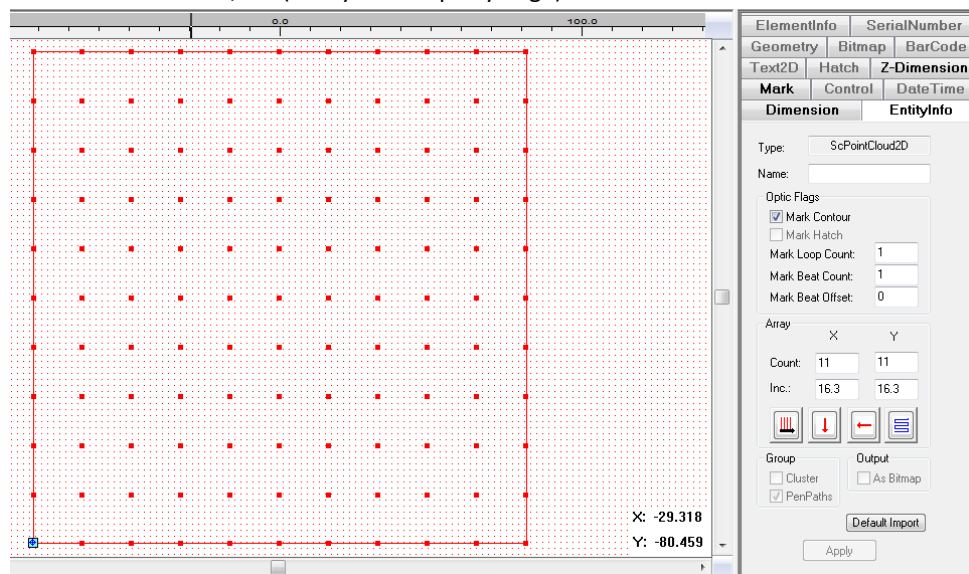 0.0 100.0
ElementInfo SerialNumber
Geometry Bitmap BarCode
Text2D Hatch Z-Dimension
Mark Control DateTime
Dimension EntityInfo
Type: ScPointCloud2D
Name:
Optic Flags
Mark Contour
Mark Hatch
Mark Loop Count: 1
Mark Beat Count: 1
Mark Beat Offset: 0
Array
X Y
Count: 11 11
Inc.: 16.3 16.3
Group Output
Cluster As Bitmap
PenPaths
Default Import
Apply
X: -29.318
Y: -80.459